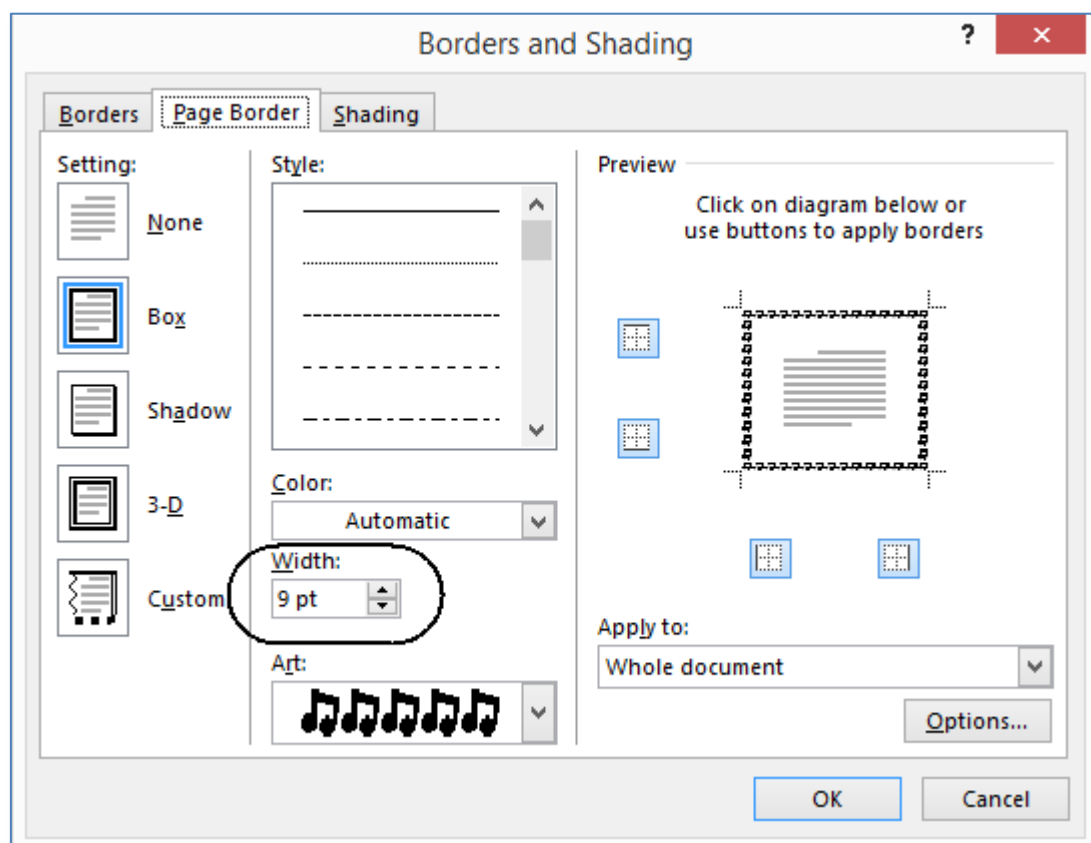 Borders and Shading
?
Borders
Page Border
Shading
Setting:
None
Box
Shadow
3-D
Custom
Style:
Color:
Automatic
Width:
9 pt
Art:
Preview
Click on diagram below or
use buttons to apply borders
Apply to:
Whole document
Options...
OK
Cancel